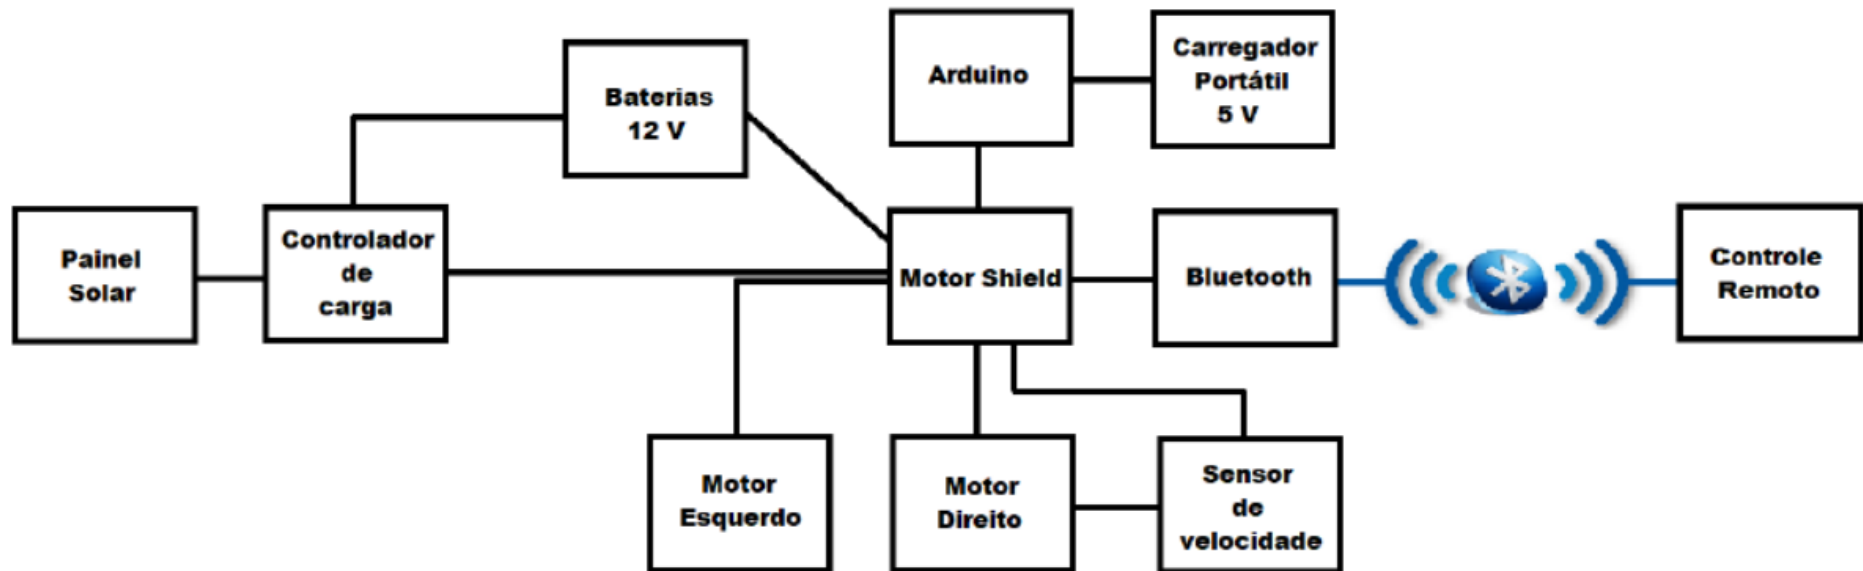 Painel
Solar
Controlador
de
carga
Baterias
12 V
Arduino
Carregador
Portátil
5 V
Motor Shield
Bluetooth
Controle
Remoto
Motor
Esquerdo
Motor
Direito
Sensor
de
velocidade